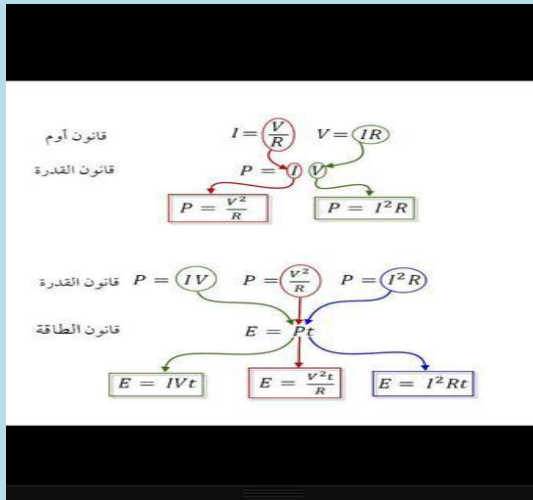 قانون أوم I = V/R V = IR
قانون القدرة P = I V
P = V²/R P = I²R
قانون القدرة P = IV P = V²/R P = I²R
قانون الطاقة E = Pt
E = IVt E = V²t/R E = I²Rt